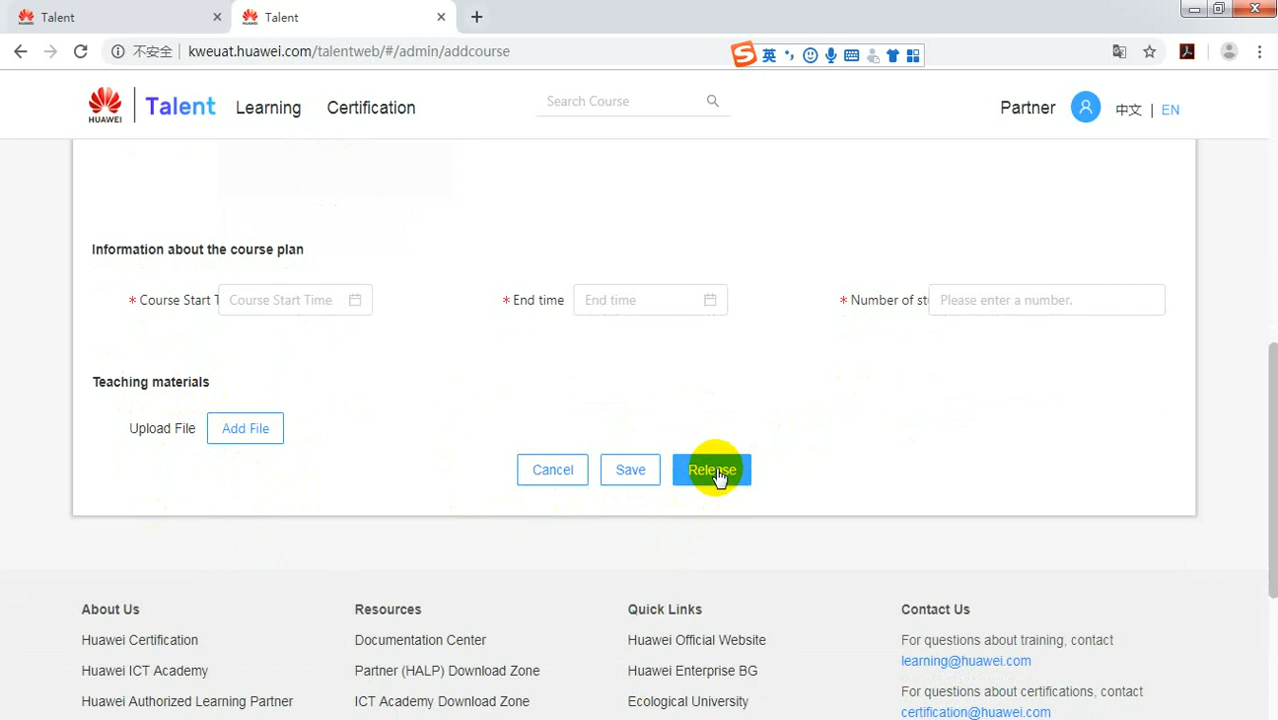 Talent
Talent
不安全 kweuat.huawei.com/talentweb/#/admin/addcourse
英
HUAWEI Talent Learning Certification Search Course Partner 中文 | EN
Information about the course plan
* Course Start T Course Start Time * End time End time * Number of st Please enter a number.
Teaching materials
Upload File Add File
Cancel Save Release
About Us Resources Quick Links Contact Us
Huawei Certification Documentation Center Huawei Official Website For questions about training, contact
learning@huawei.com
Huawei ICT Academy Partner (HALP) Download Zone Huawei Enterprise BG
For questions about certifications, contact
Huawei Authorized Learning Partner ICT Academy Download Zone Ecological University
certification@huawei.com